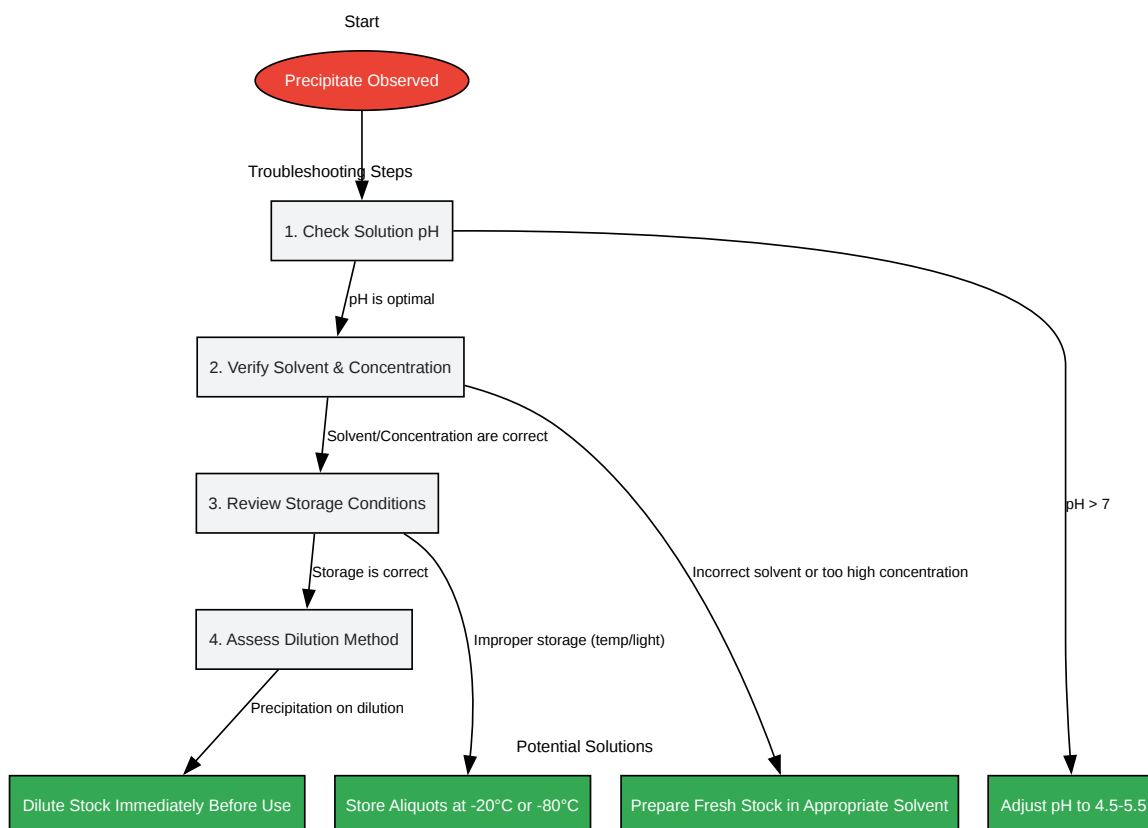 Start
Precipitate Observed
Troubleshooting Steps
1. Check Solution pH
pH is optimal
2. Verify Solvent & Concentration
Solvent/Concentration are correct
3. Review Storage Conditions
pH > 7
Storage is correct
Incorrect solvent or too high concentration
4. Assess Dilution Method
Improper storage (temp/light)
Precipitation on dilution
Potential Solutions
Dilute Stock Immediately Before Use
Store Aliquots at -20°C or -80°C
Prepare Fresh Stock in Appropriate Solvent
Adjust pH to 4.5-5.5